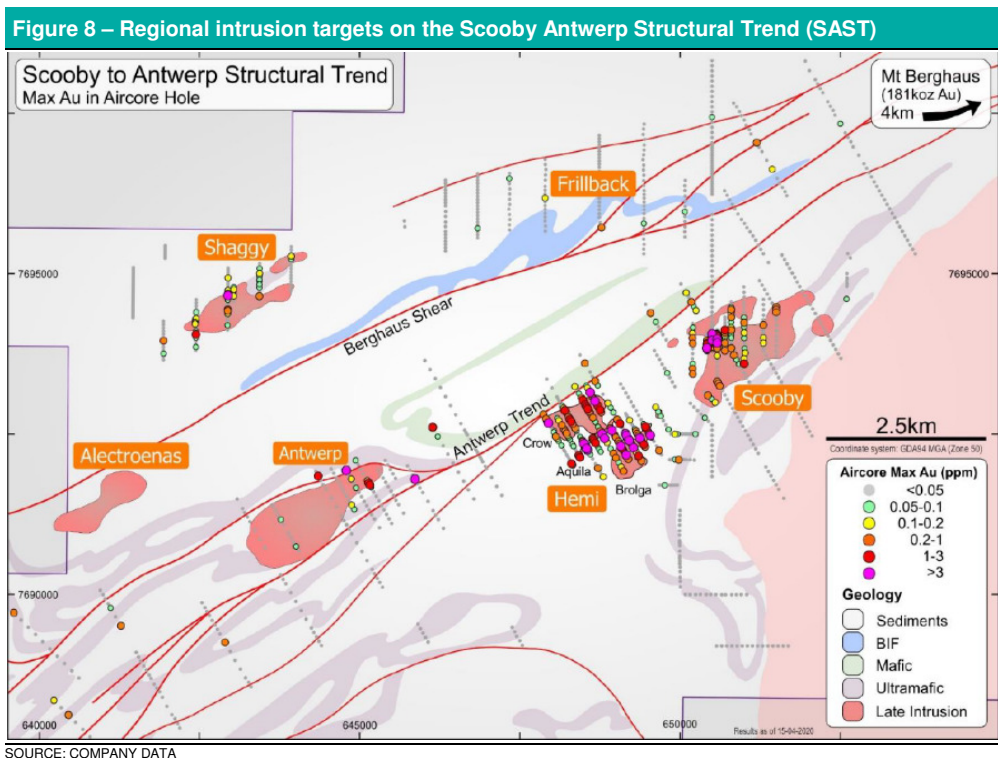 Figure 8 – Regional intrusion targets on the Scooby Antwerp Structural Trend (SAST)
Scooby to Antwerp Structural Trend
Max Au in Aircore Hole
Mt Berghaus
(181koz Au)
4km
Frillback
Shaggy
7695000
7695000
Berghaus Shear
Scooby
Antwerp Trend
2.5km
Coordinate system: GDA94 MGA (Zone 50)
Alectroenas
Antwerp
Crow
Aquila
Hemi
Brolga
Aircore Max Au (ppm)
<0.05
0.05-0.1
0.1-0.2
0.2-1
1-3
>3
7690000
Geology
Sediments
BIF
Mafic
Ultramafic
Late Intrusion
640000
645000
650000
Results as of 15-04-2020
SOURCE: COMPANY DATA